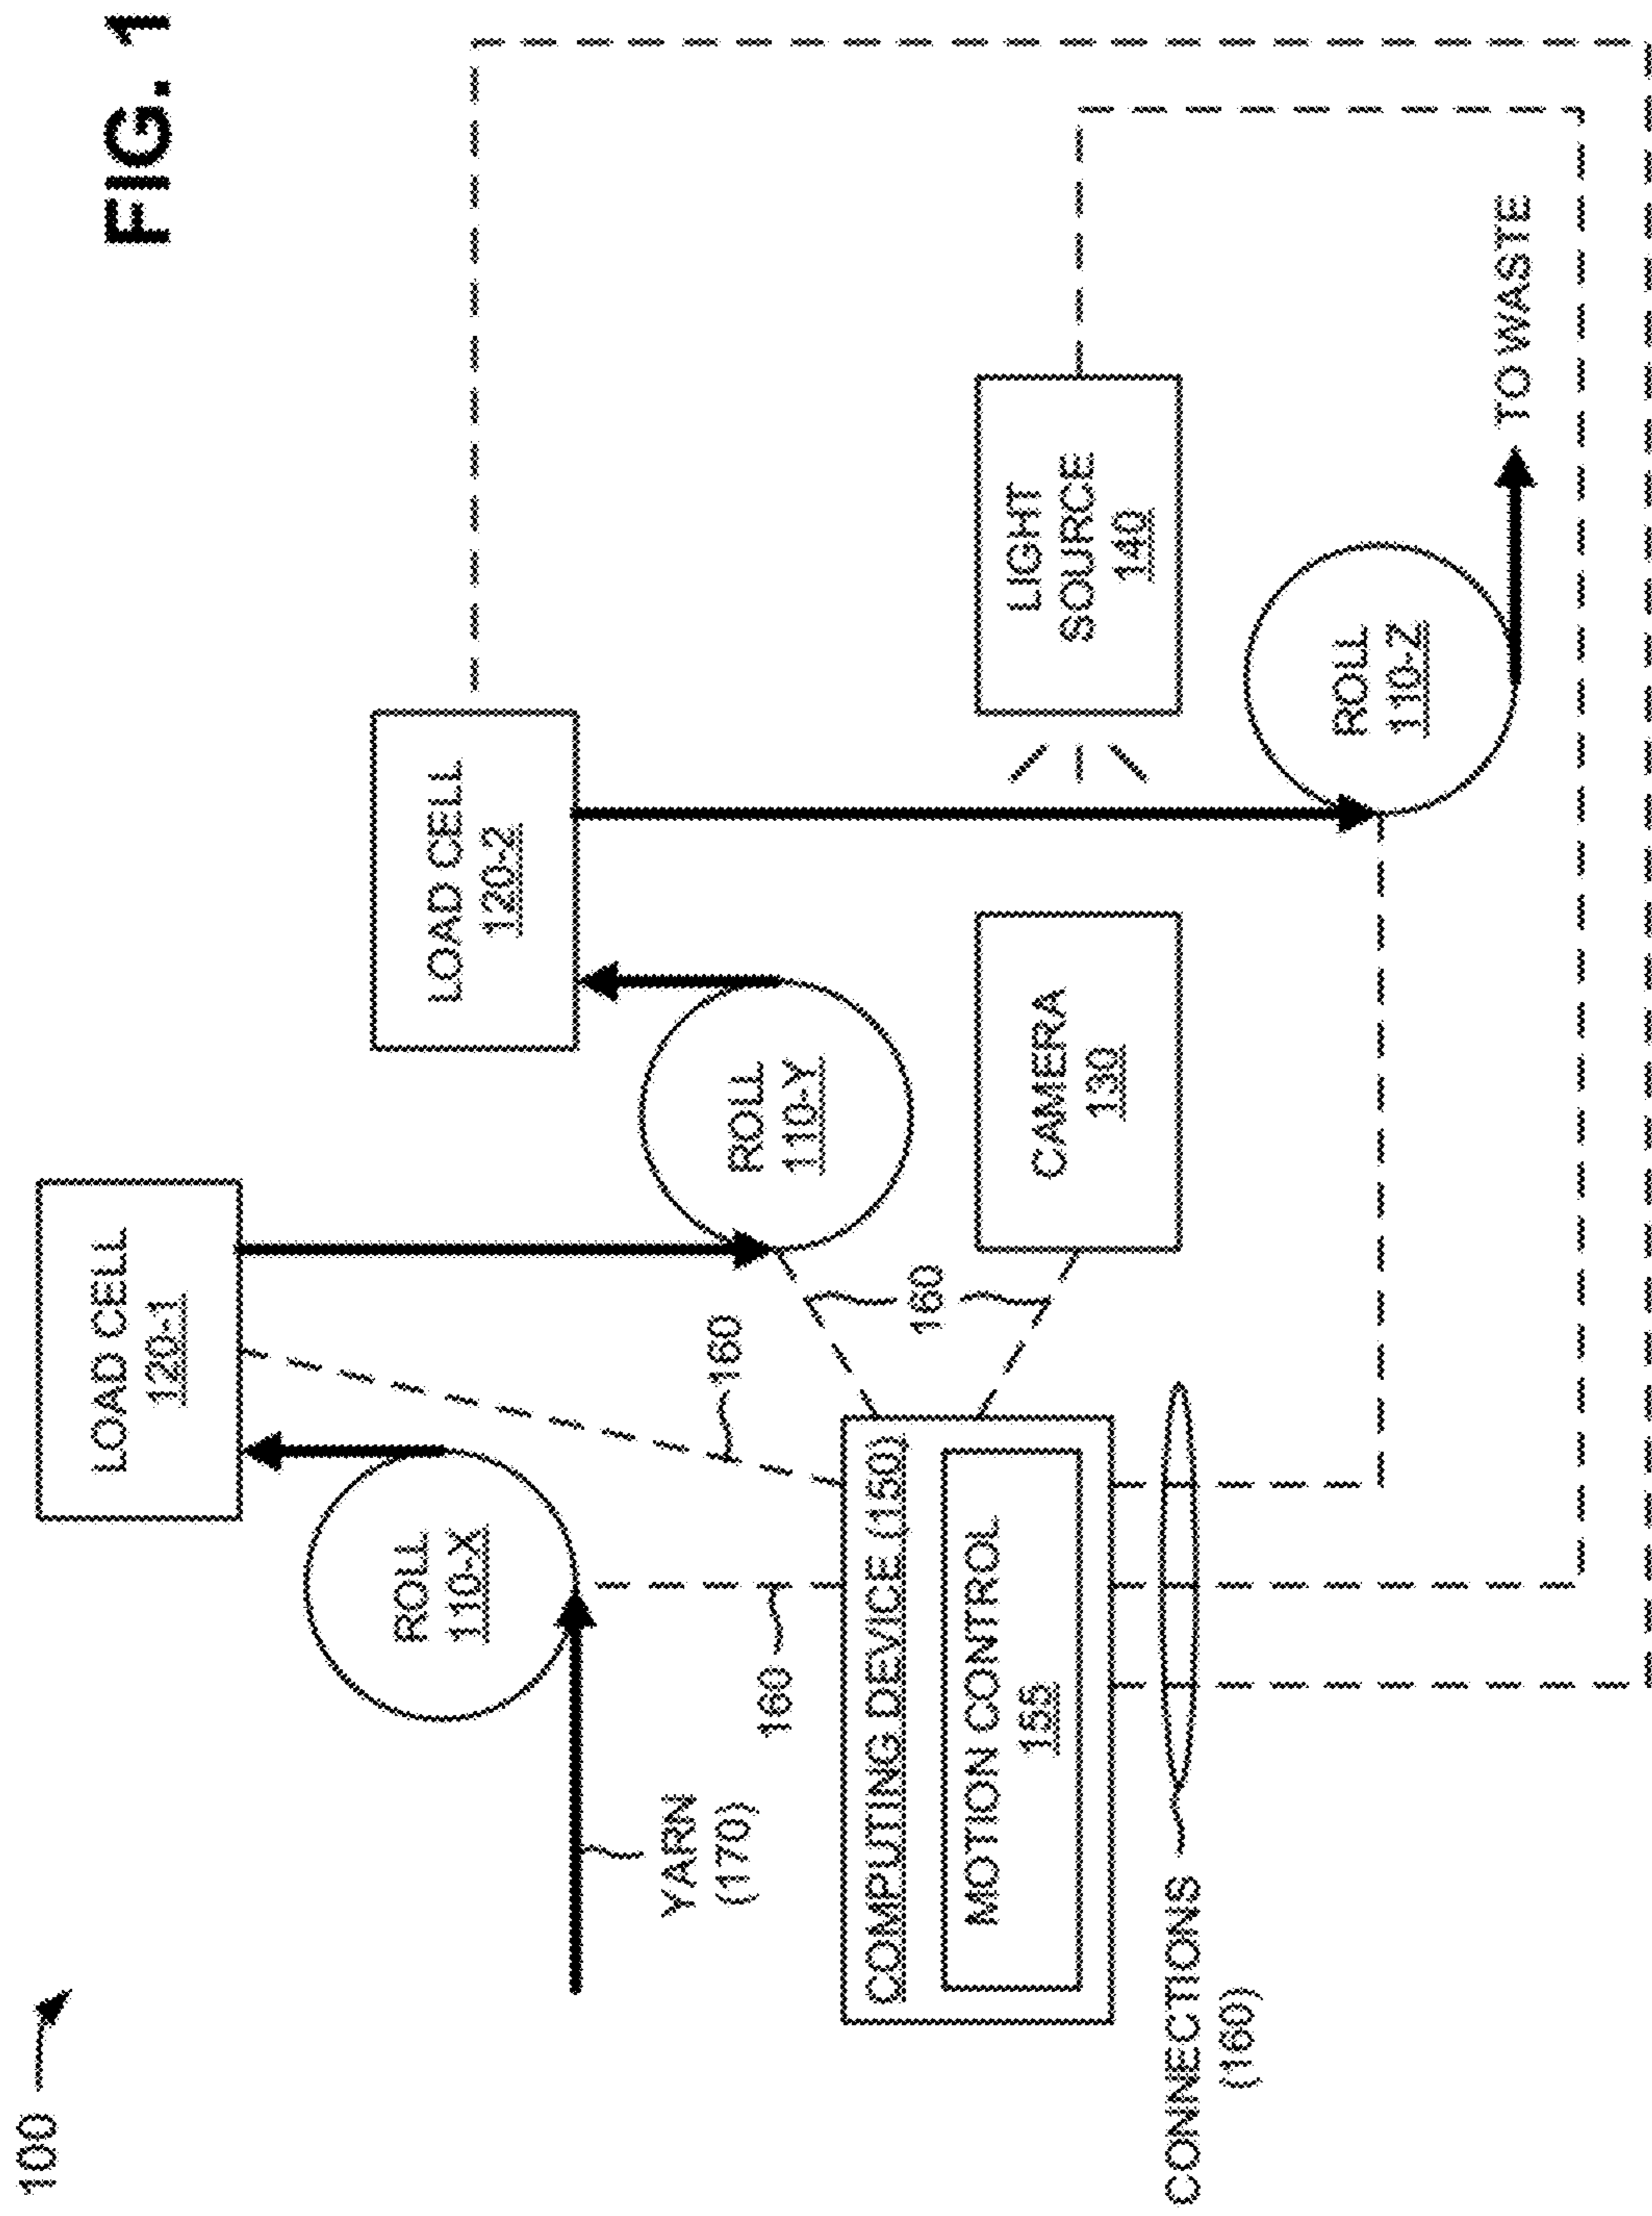 FIG. 1
100
LOAD CELL
120-1
LOAD CELL
120-2
ROLL
110-X
YARN
(170)
160
160
ROLL
110-Y
160
COMPUTING DEVICE (150)
MOTION CONTROL
155
CAMERA
130
LIGHT
SOURCE
140
ROLL
110-Z
CONNECTIONS
(160)
TO WASTE